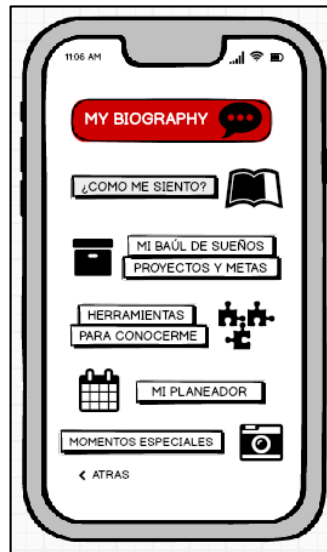 11:06 AM
MY BIOGRAPHY
¿COMO ME SIENTO?
MI BAÚL DE SUEÑOS
PROYECTOS Y METAS
HERRAMIENTAS
PARA CONOCERME
MI PLANEADOR
MOMENTOS ESPECIALES
< ATRAS